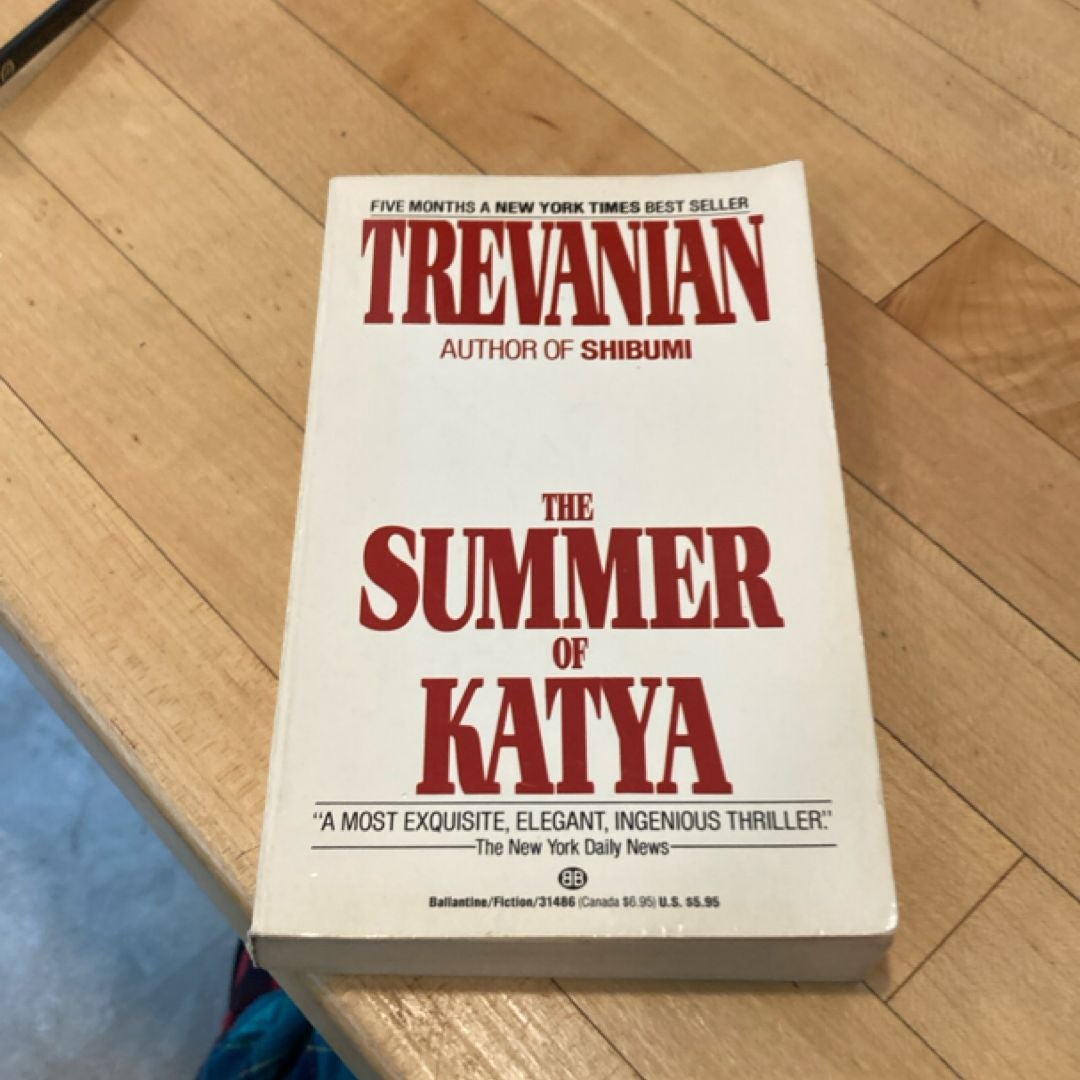 FIVE MONTHS A NEW YORK TIMES BEST SELLER
TREVANIAN
AUTHOR OF SHIBUMI
THE
SUMMER
OF
KATYA
"A MOST EXQUISITE, ELEGANT, INGENIOUS THRILLER."
The New York Daily News
BB
Ballantine/Fiction/31486 (Canada $6.95) U.S. $5.95